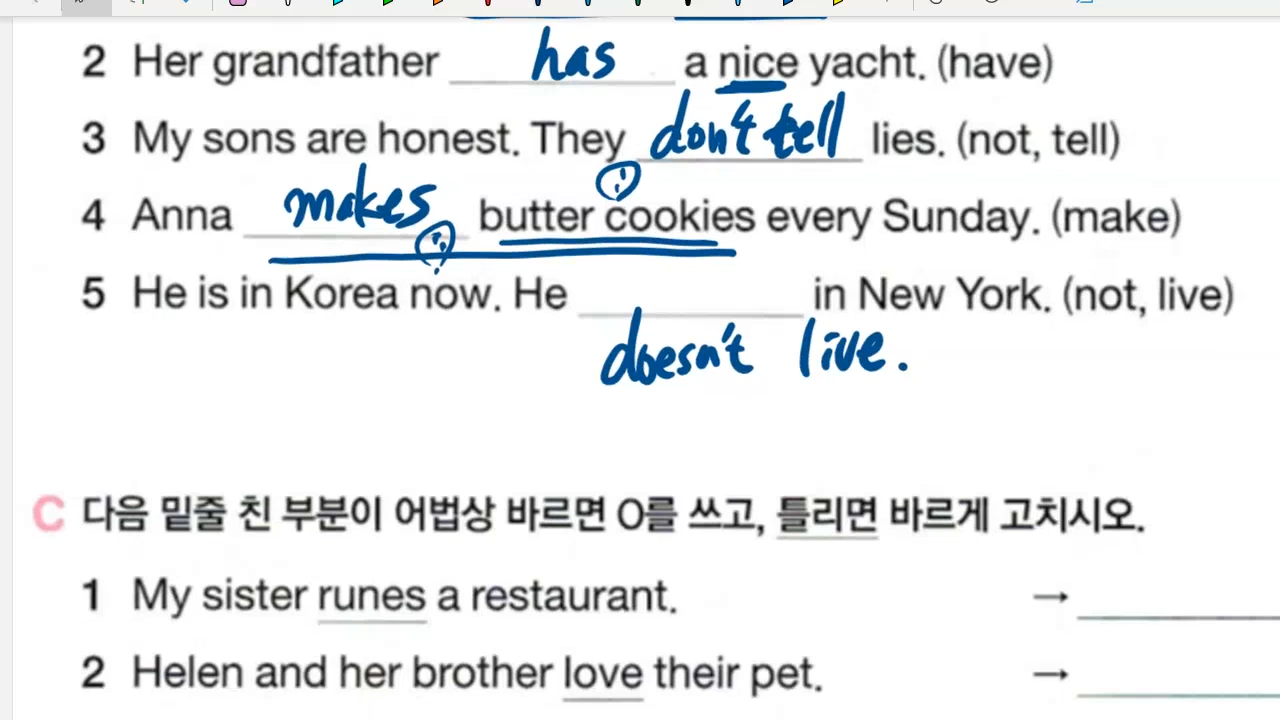 2 Her grandfather has a nice yacht. (have)
3 My sons are honest. They don't tell lies. (not, tell)
4 Anna makes butter cookies every Sunday. (make)
5 He is in Korea now. He in New York. (not, live)
doesn't live.
C 다음 밑줄 친 부분이 어법상 바르면 O를 쓰고, 틀리면 바르게 고치시오.
1 My sister runes a restaurant. →
2 Helen and her brother love their pet. →